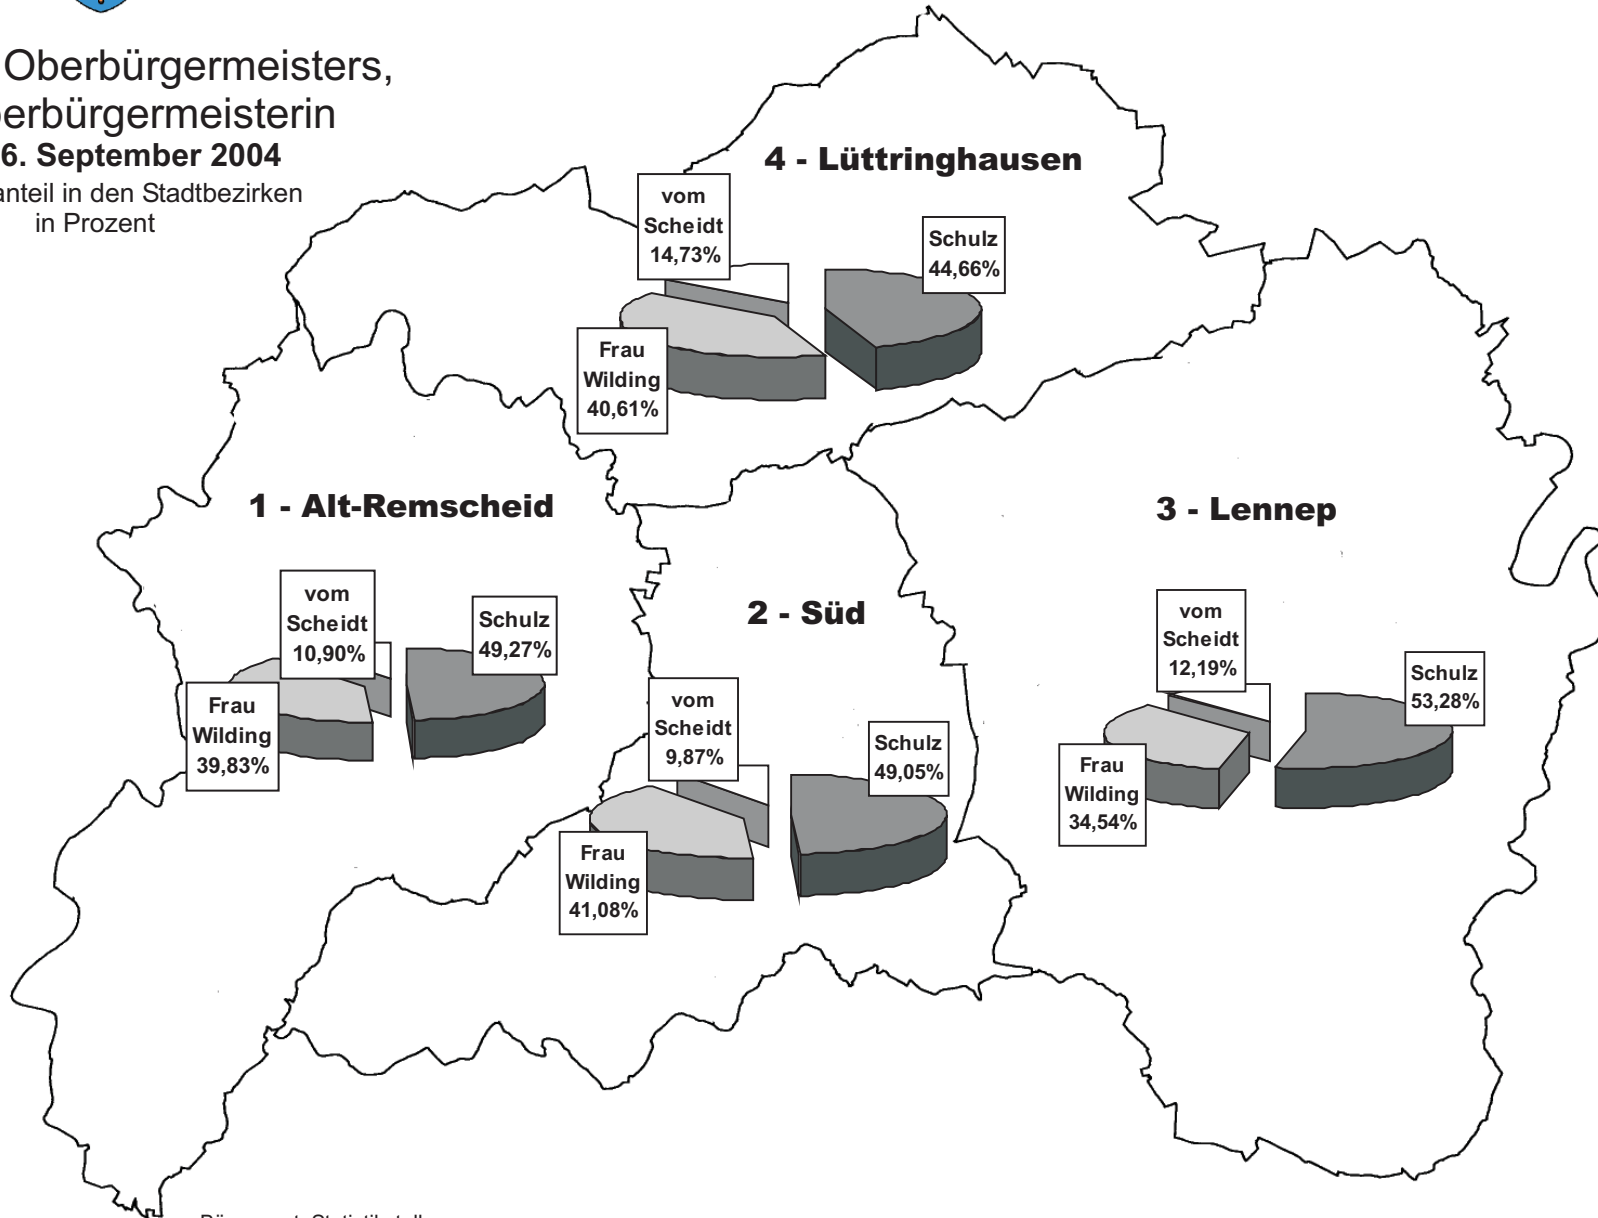 Oberbürgermeisters,
erbürgermeisterin
6. September 2004
anteil in den Stadtbezirken
in Prozent
4 - Lüttringhausen
vom
Scheidt
14,73%
Schulz
44,66%
Frau
Wilding
40,61%
1 - Alt-Remscheid
vom
Scheidt
10,90%
Schulz
49,27%
Frau
Wilding
39,83%
2 - Süd
vom
Scheidt
9,87%
Schulz
49,05%
Frau
Wilding
41,08%
3 - Lennep
vom
Scheidt
12,19%
Schulz
53,28%
Frau
Wilding
34,54%